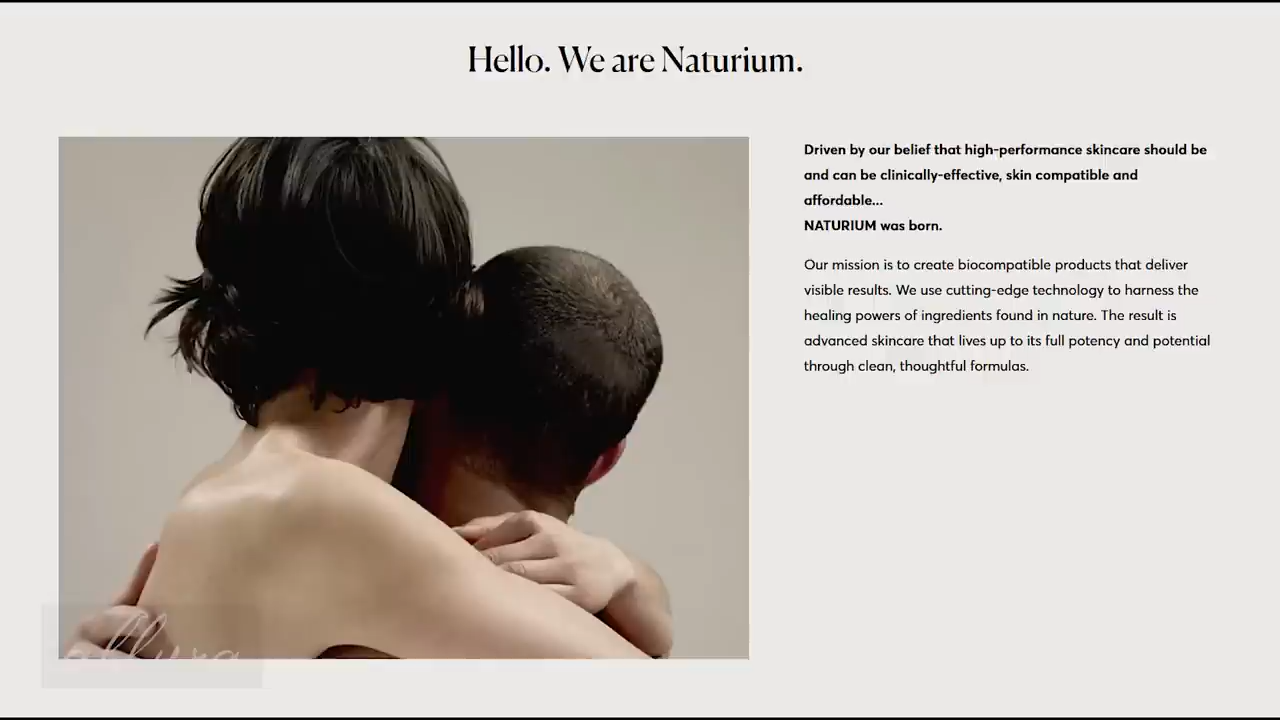 Hello. We are Naturium.
Driven by our belief that high-performance skincare should be
and can be clinically-effective, skin compatible and
affordable...
NATURIUM was born.
Our mission is to create biocompatible products that deliver
visible results. We use cutting-edge technology to harness the
healing powers of ingredients found in nature. The result is
advanced skincare that lives up to its full potency and potential
through clean, thoughtful formulas.